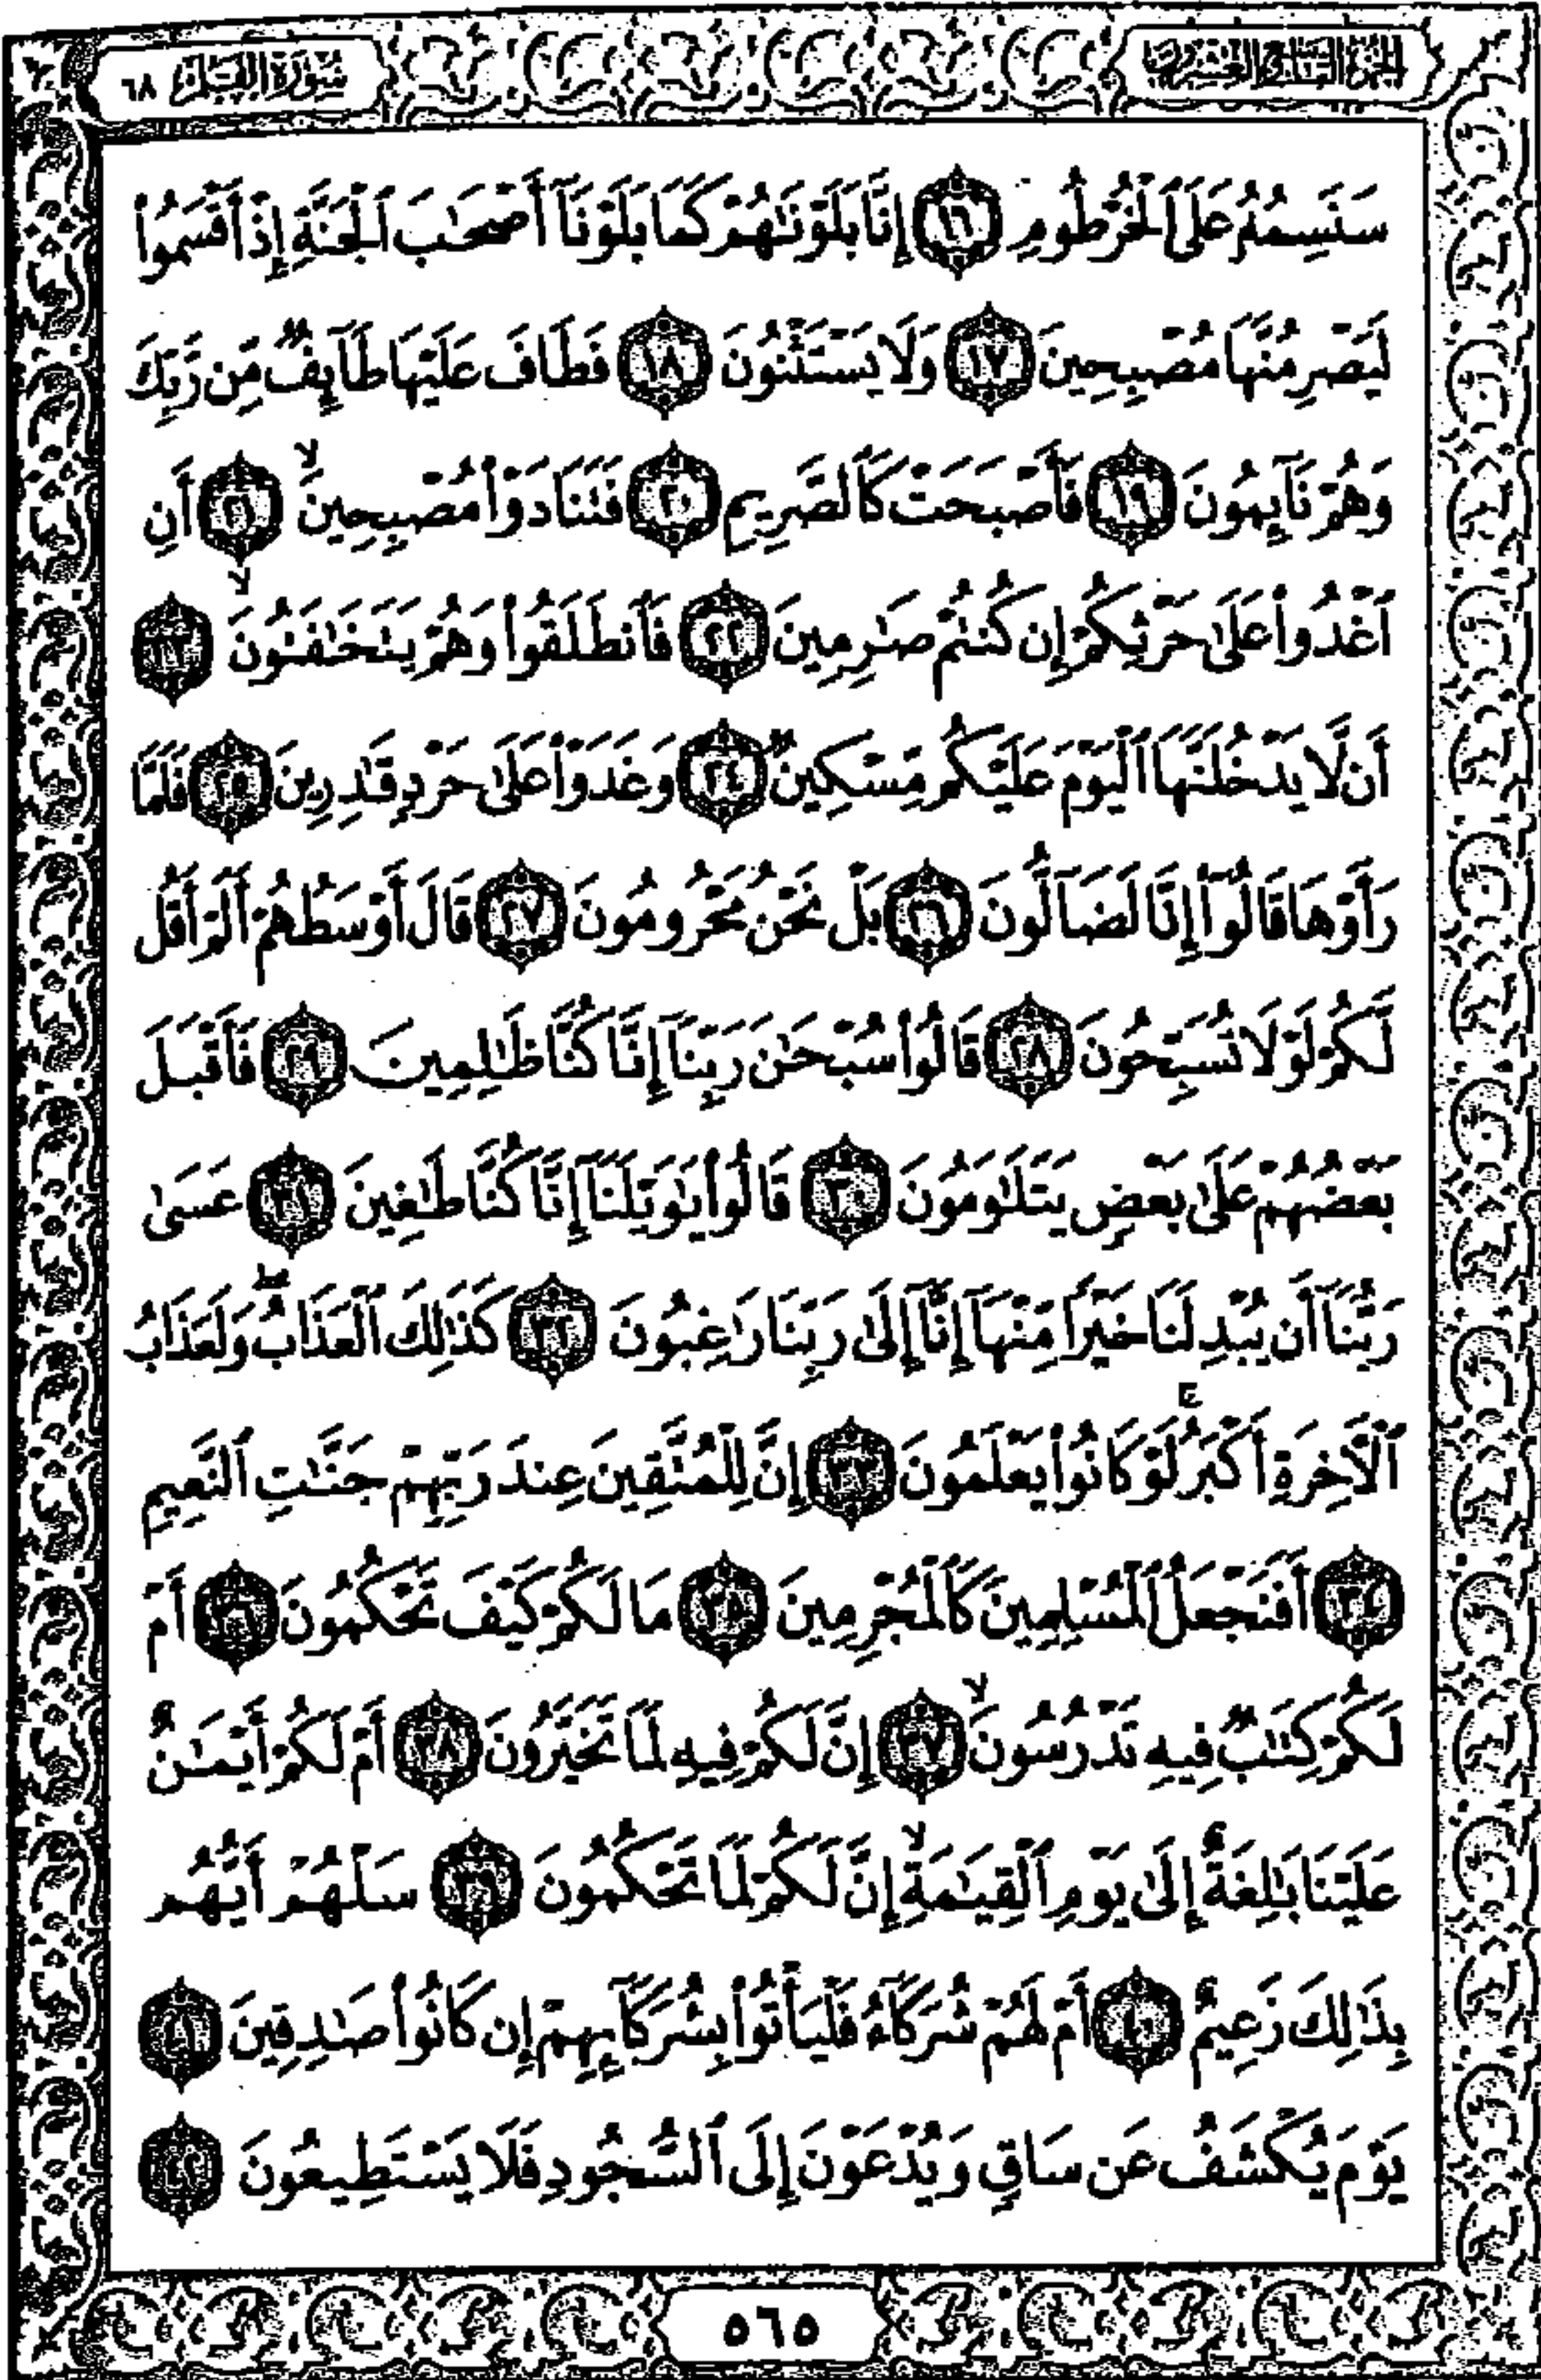 سُورَةُ القَلَمِ ٦٨
الجزء التاسع والعشرون
سَنَسِمُهُۥ عَلَى ٱلْخُرْطُومِ ١٦ إِنَّا بَلَوْنَٰهُمْ كَمَا بَلَوْنَآ أَصْحَٰبَ ٱلْجَنَّةِ إِذْ أَقْسَمُوا۟
لَيَصْرِمُنَّهَا مُصْبِحِينَ ١٧ وَلَا يَسْتَثْنُونَ ١٨ فَطَافَ عَلَيْهَا طَآئِفٌ مِّن رَّبِّكَ
وَهُمْ نَآئِمُونَ ١٩ فَأَصْبَحَتْ كَٱلصَّرِيمِ ٢٠ فَتَنَادَوْا۟ مُصْبِحِينَ ۙ ٢١ أَنِ
ٱغْدُوا۟ عَلَىٰ حَرْثِكُمْ إِن كُنتُمْ صَٰرِمِينَ ٢٢ فَٱنطَلَقُوا۟ وَهُمْ يَتَخَٰفَتُونَ ۙ ٢٣
أَن لَّا يَدْخُلَنَّهَا ٱلْيَوْمَ عَلَيْكُم مِّسْكِينٌ ٢٤ وَغَدَوْا۟ عَلَىٰ حَرْدٍ قَٰدِرِينَ ٢٥ فَلَمَّا
رَأَوْهَا قَالُوٓا۟ إِنَّا لَضَآلُّونَ ٢٦ بَلْ نَحْنُ مَحْرُومُونَ ٢٧ قَالَ أَوْسَطُهُمْ أَلَمْ أَقُل
لَّكُمْ لَوْلَا تُسَبِّحُونَ ٢٨ قَالُوا۟ سُبْحَٰنَ رَبِّنَآ إِنَّا كُنَّا ظَٰلِمِينَ ٢٩ فَأَقْبَلَ
بَعْضُهُمْ عَلَىٰ بَعْضٍ يَتَلَٰوَمُونَ ٣٠ قَالُوا۟ يَٰوَيْلَنَآ إِنَّا كُنَّا طَٰغِينَ ٣١ عَسَىٰ
رَبُّنَآ أَن يُبْدِلَنَا خَيْرًا مِّنْهَآ إِنَّآ إِلَىٰ رَبِّنَا رَٰغِبُونَ ٣٢ كَذَٰلِكَ ٱلْعَذَابُ ۖ وَلَعَذَابُ
ٱلْءَاخِرَةِ أَكْبَرُ ۚ لَوْ كَانُوا۟ يَعْلَمُونَ ٣٣ إِنَّ لِلْمُتَّقِينَ عِندَ رَبِّهِمْ جَنَّٰتِ ٱلنَّعِيمِ
٣٤ أَفَنَجْعَلُ ٱلْمُسْلِمِينَ كَٱلْمُجْرِمِينَ ٣٥ مَا لَكُمْ كَيْفَ تَحْكُمُونَ ٣٦ أَمْ
لَكُمْ كِتَٰبٌ فِيهِ تَدْرُسُونَ ۙ ٣٧ إِنَّ لَكُمْ فِيهِ لَمَا تَخَيَّرُونَ ٣٨ أَمْ لَكُمْ أَيْمَٰنٌ
عَلَيْنَا بَٰلِغَةٌ إِلَىٰ يَوْمِ ٱلْقِيَٰمَةِ ۙ إِنَّ لَكُمْ لَمَا تَحْكُمُونَ ٣٩ سَلْهُمْ أَيُّهُم
بِذَٰلِكَ زَعِيمٌ ٤٠ أَمْ لَهُمْ شُرَكَآءُ فَلْيَأْتُوا۟ بِشُرَكَآئِهِمْ إِن كَانُوا۟ صَٰدِقِينَ ٤١
يَوْمَ يُكْشَفُ عَن سَاقٍ وَيُدْعَوْنَ إِلَى ٱلسُّجُودِ فَلَا يَسْتَطِيعُونَ ٤٢
٥٦٥